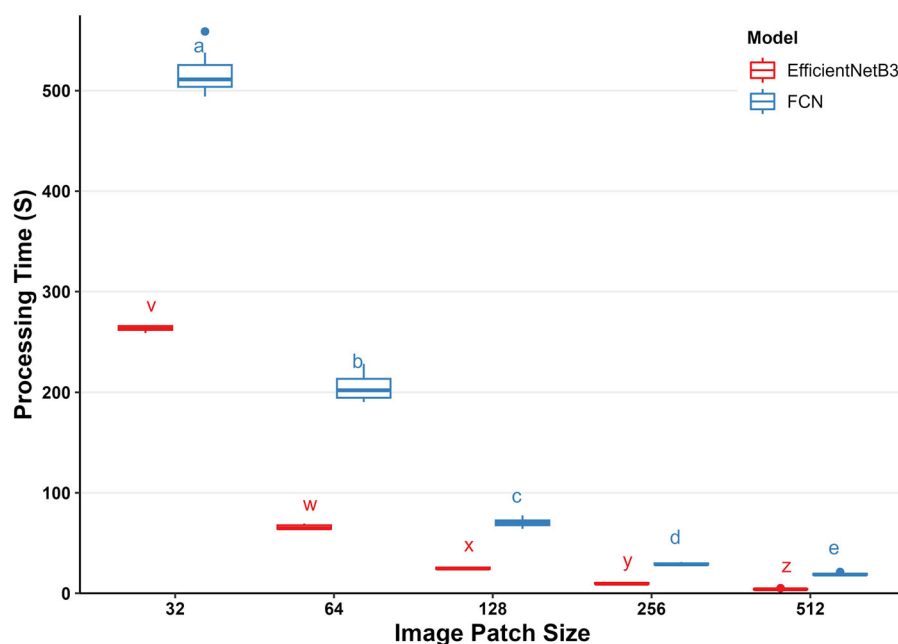 Model
EfficientNetB3
FCN
Processing Time (S)
500
400
300
200
100
0
a
v
b
w
c
x
d
y
e
z
32 64 128 256 512
Image Patch Size